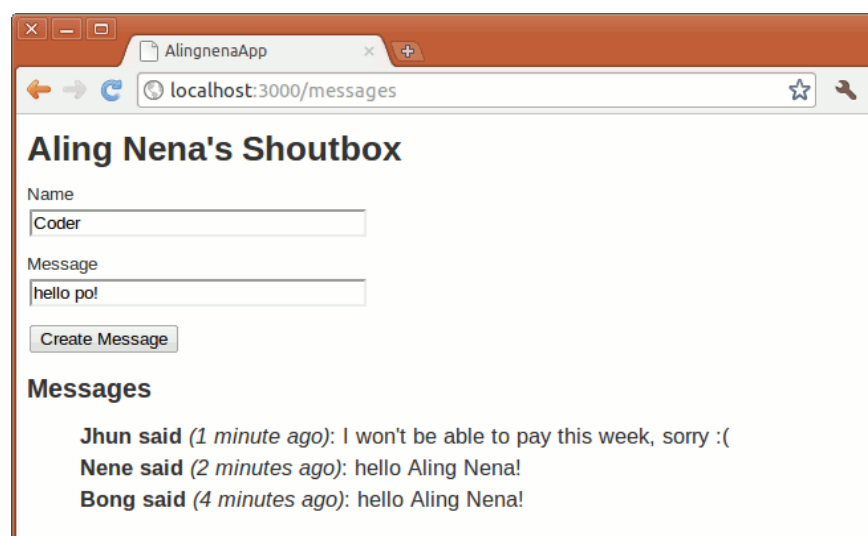 AlingnenaApp
localhost:3000/messages
Aling Nena's Shoutbox
Name
Coder
Message
hello po!
Create Message
Messages
Jhun said (1 minute ago): I won't be able to pay this week, sorry :(
Nene said (2 minutes ago): hello Aling Nena!
Bong said (4 minutes ago): hello Aling Nena!